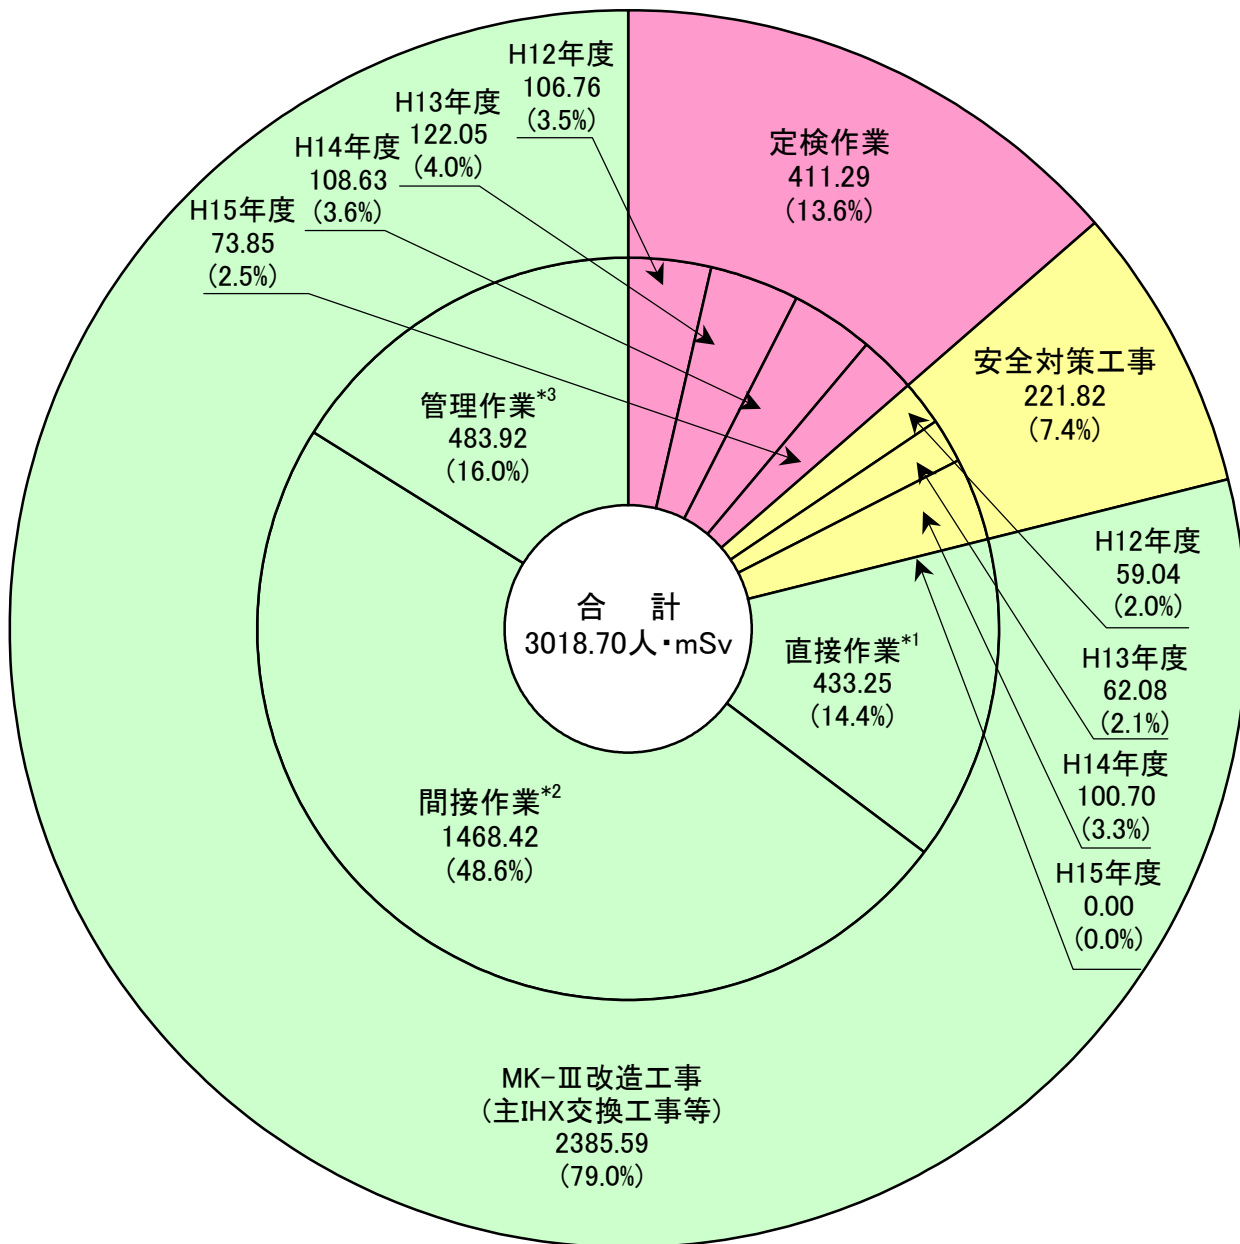 H12年度
106.76
(3.5%)
H13年度
122.05
(4.0%)
H14年度
108.63
(3.6%)
H15年度
73.85
(2.5%)
定検作業
411.29
(13.6%)
安全対策工事
221.82
(7.4%)
管理作業*3
483.92
(16.0%)
合 計
3018.70人・mSv
直接作業*1
433.25
(14.4%)
間接作業*2
1468.42
(48.6%)
H12年度
59.04
(2.0%)
H13年度
62.08
(2.1%)
H14年度
100.70
(3.3%)
H15年度
0.00
(0.0%)
MK-Ⅲ改造工事
(主IHX交換工事等)
2385.59
(79.0%)